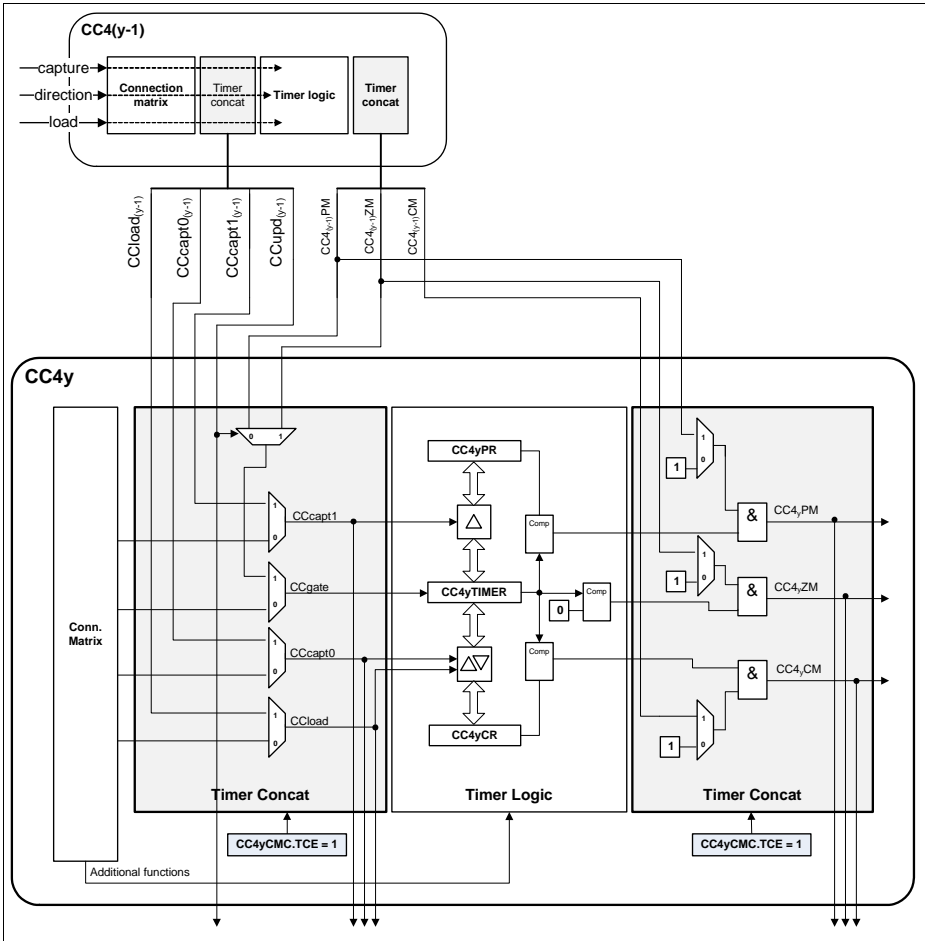 CC4(y-1)
capture
direction
load
Connection matrix
Timer concat
Timer logic
Timer concat
CCload(y-1)
CCcapt0(y-1)
CCcapt1(y-1)
CCupd(y-1)
CC4(y-1)PM
CC4(y-1)ZM
CC4(y-1)CM
CC4y
0 1
CC4yPR
1
0
1
CC4yPM
&
Comp
1
0
CCcapt1
1
0
1
CC4yZM
&
1
0
CCgate
CC4yTIMER
Comp
0
Conn. Matrix
1
0
CCcapt0
Comp
CC4yCM
&
1
0
CCload
CC4yCR
1
0
1
Timer Concat
Timer Logic
Timer Concat
CC4yCMC.TCE = 1
CC4yCMC.TCE = 1
Additional functions